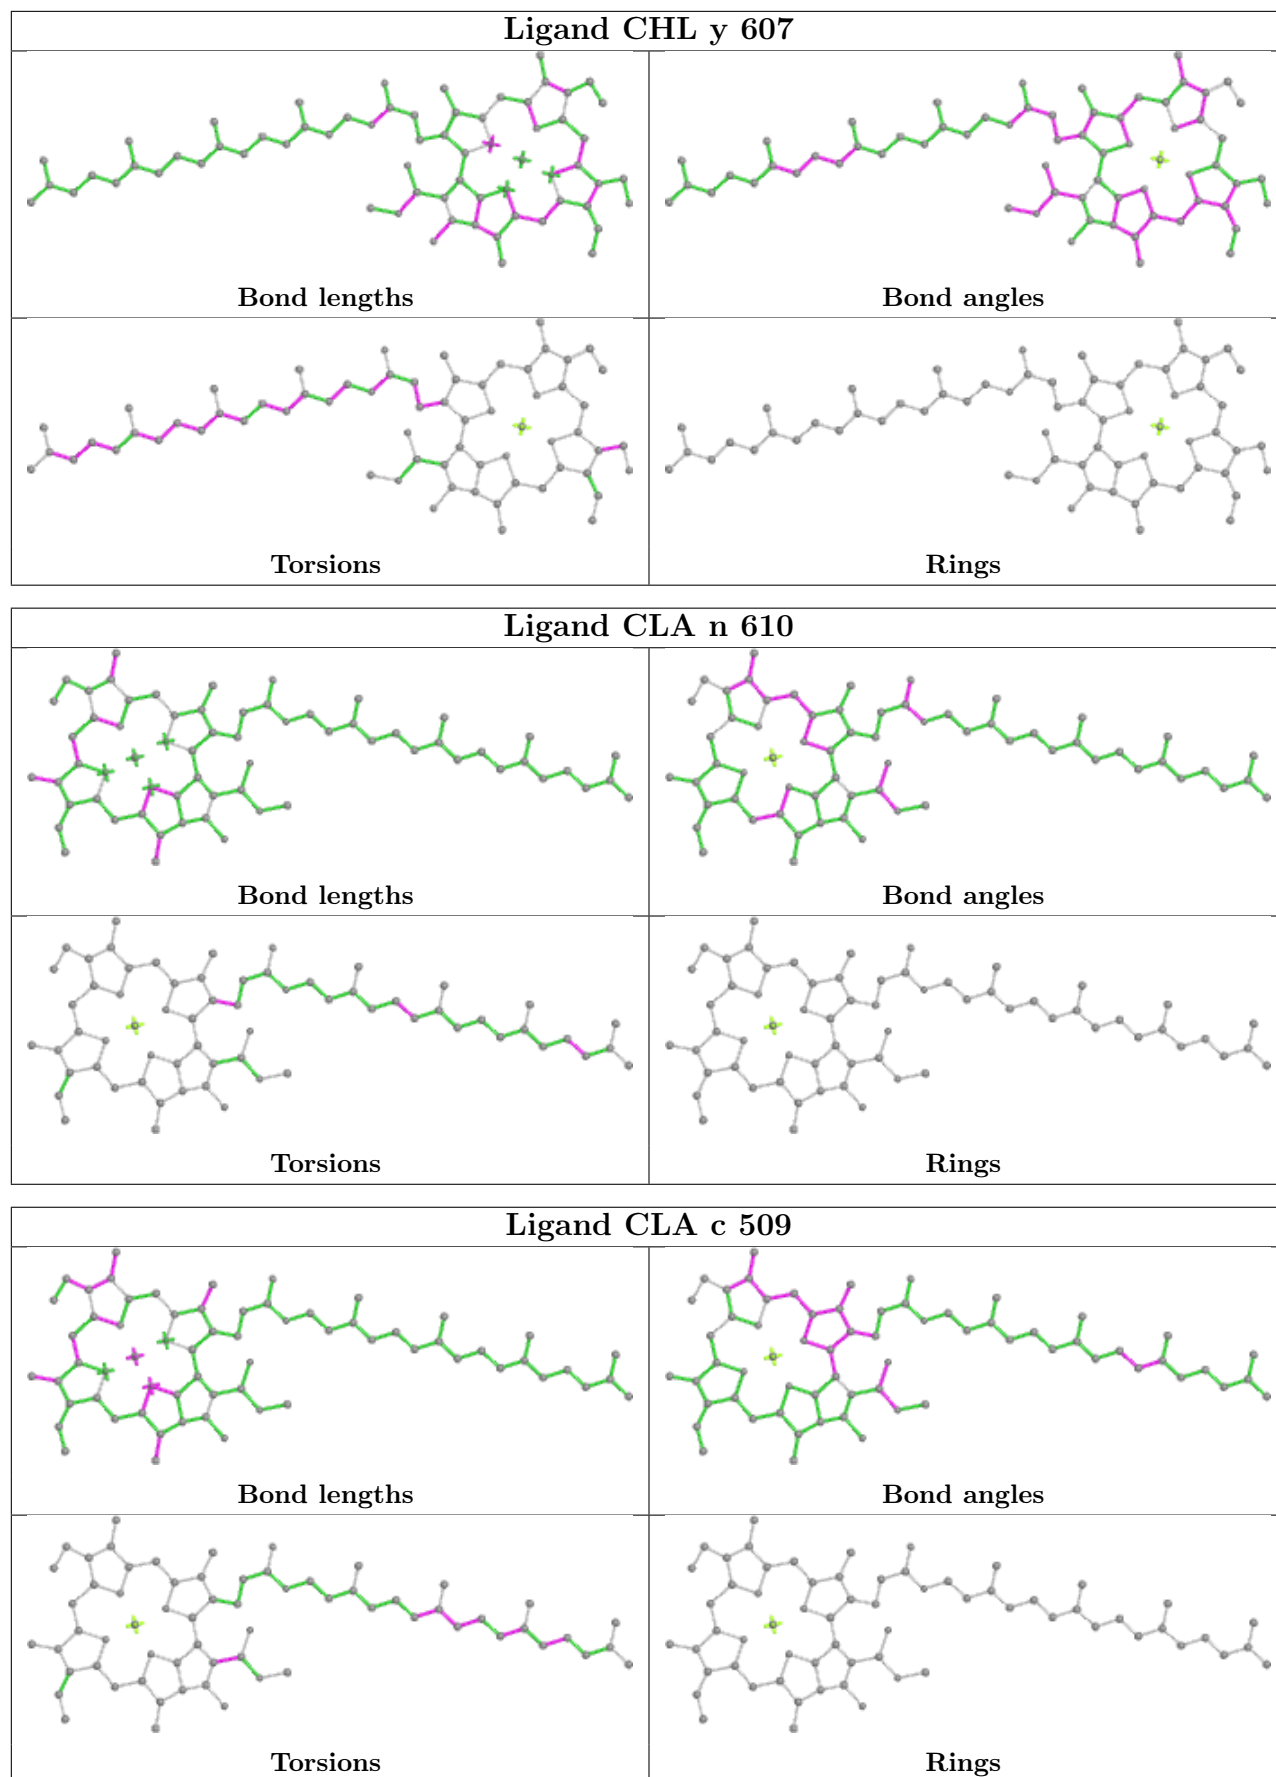 Ligand CHL y 607
Bond lengths
Bond angles
Torsions
Rings
Ligand CLA n 610
Bond lengths
Bond angles
Torsions
Rings
Ligand CLA c 509
Bond lengths
Bond angles
Torsions
Rings